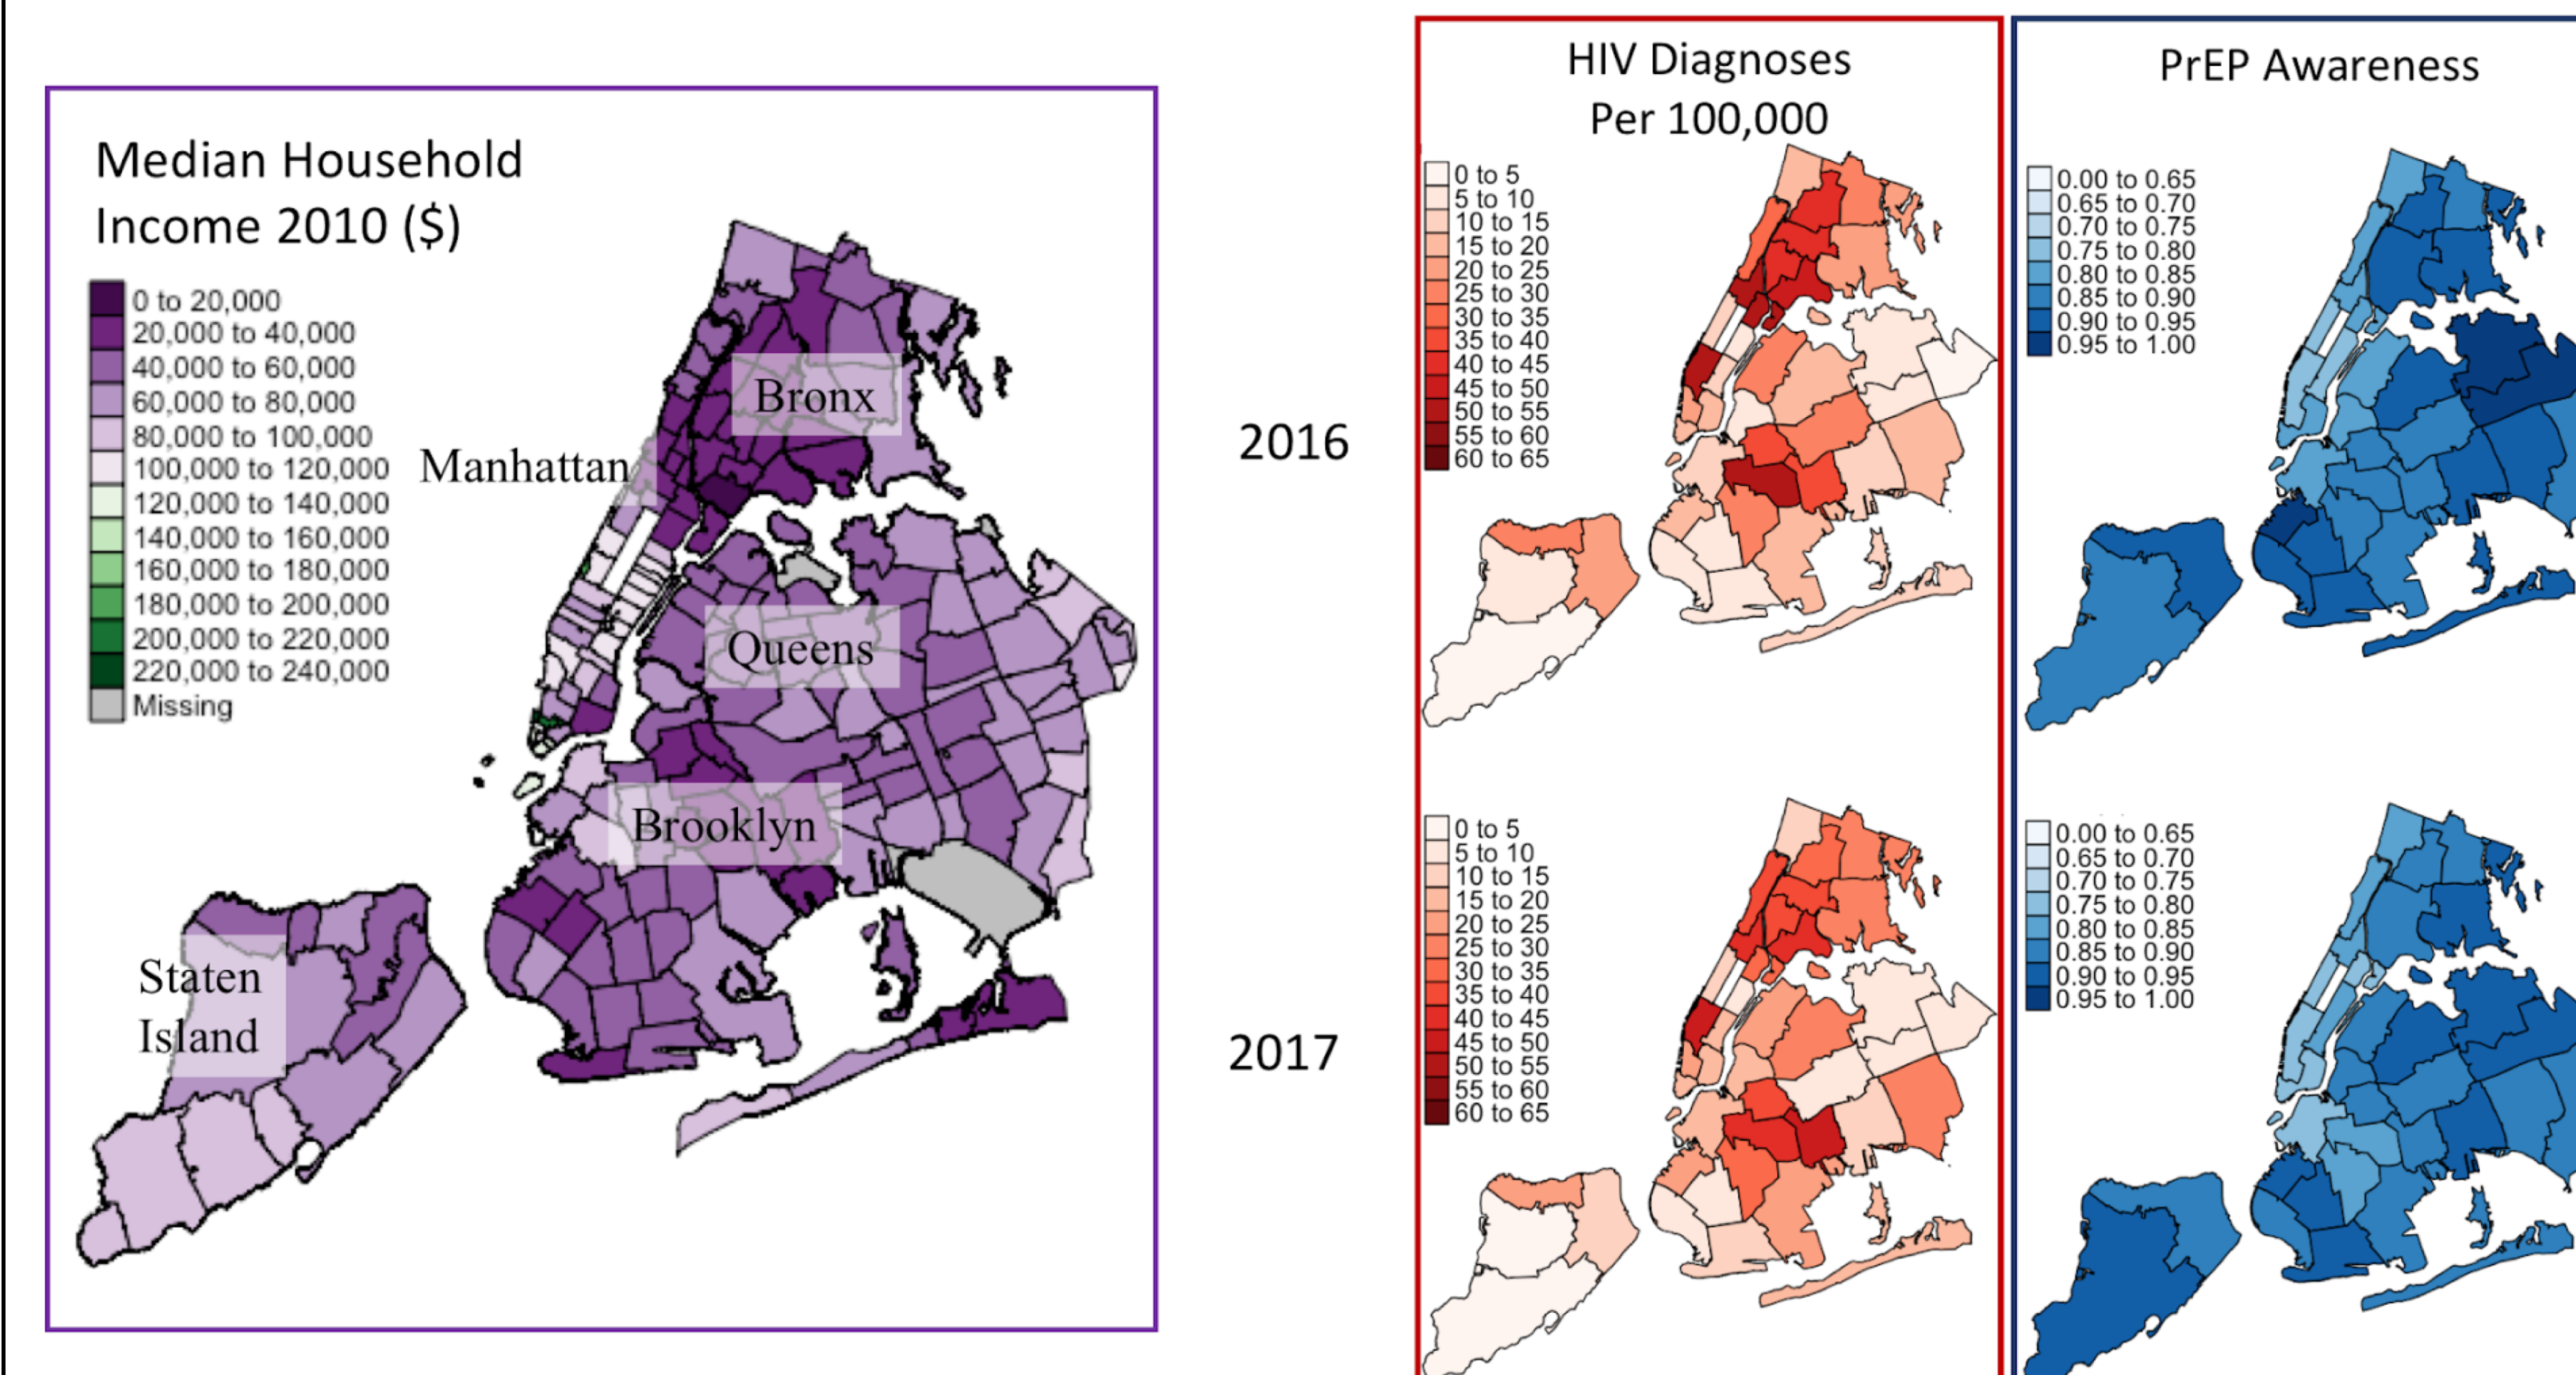 Median Household
Income 2010 ($)
0 to 20,000
20,000 to 40,000
40,000 to 60,000
60,000 to 80,000
80,000 to 100,000
100,000 to 120,000
120,000 to 140,000
140,000 to 160,000
160,000 to 180,000
180,000 to 200,000
200,000 to 220,000
220,000 to 240,000
Missing
Bronx
Manhattan
Queens
Brooklyn
Staten
Island
2016
2017
HIV Diagnoses
Per 100,000
0 to 5
5 to 10
10 to 15
15 to 20
20 to 25
25 to 30
30 to 35
35 to 40
40 to 45
45 to 50
50 to 55
55 to 60
60 to 65
0 to 5
5 to 10
10 to 15
15 to 20
20 to 25
25 to 30
30 to 35
35 to 40
40 to 45
45 to 50
50 to 55
55 to 60
60 to 65
PrEP Awareness
0.00 to 0.65
0.65 to 0.70
0.70 to 0.75
0.75 to 0.80
0.80 to 0.85
0.85 to 0.90
0.90 to 0.95
0.95 to 1.00
0.00 to 0.65
0.65 to 0.70
0.70 to 0.75
0.75 to 0.80
0.80 to 0.85
0.85 to 0.90
0.90 to 0.95
0.95 to 1.00